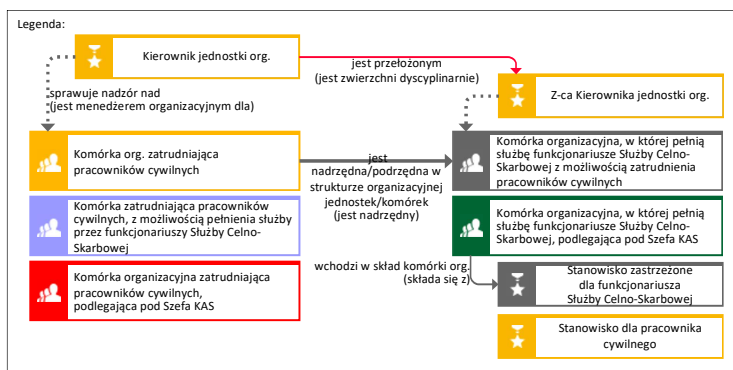 Legenda:
Kierownik jednostki org.
jest przełożonym
(jest zwierzchni dyscyplinarnie)
sprawuje nadzór nad
(jest menedżerem organizacyjnym dla)
Z-ca Kierownika jednostki org.
Komórka org. zatrudniająca
pracowników cywilnych
jest
nadrzędna/podrzędna w
strukturze organizacyjnej
jednostek/komórek
(jest nadrzędny)
Komórka organizacyjna, w której pełnią
służbę funkcjonariusze Służby Celno-
Skarbowej z możliwością zatrudnienia
pracowników cywilnych
Komórka zatrudniająca pracowników
cywilnych, z możliwością pełnienia służby
przez funkcjonariuszy Służby Celno-
Skarbowej
Komórka organizacyjna, w której pełnią
służbę funkcjonariusze Służby Celno-
Skarbowej, podlegająca pod Szefa KAS
Komórka organizacyjna zatrudniająca
pracowników cywilnych,
podlegająca pod Szefa KAS
wchodzi w skład komórki org.
(składa się z)
Stanowisko zastrzeżone
dla funkcjonariusza
Służby Celno-Skarbowej
Stanowisko dla pracownika
cywilnego